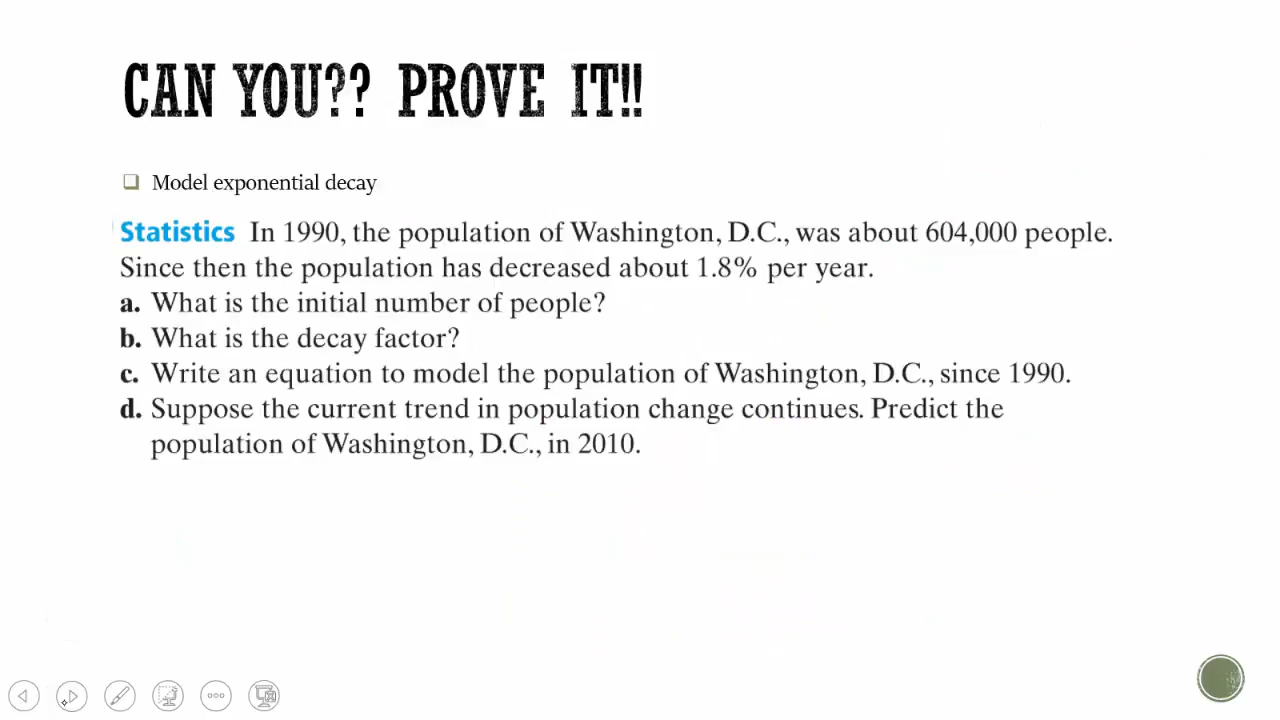 CAN YOU?? PROVE IT!!
Model exponential decay
Statistics In 1990, the population of Washington, D.C., was about 604,000 people.
Since then the population has decreased about 1.8% per year.
a. What is the initial number of people?
b. What is the decay factor?
c. Write an equation to model the population of Washington, D.C., since 1990.
d. Suppose the current trend in population change continues. Predict the
population of Washington, D.C., in 2010.